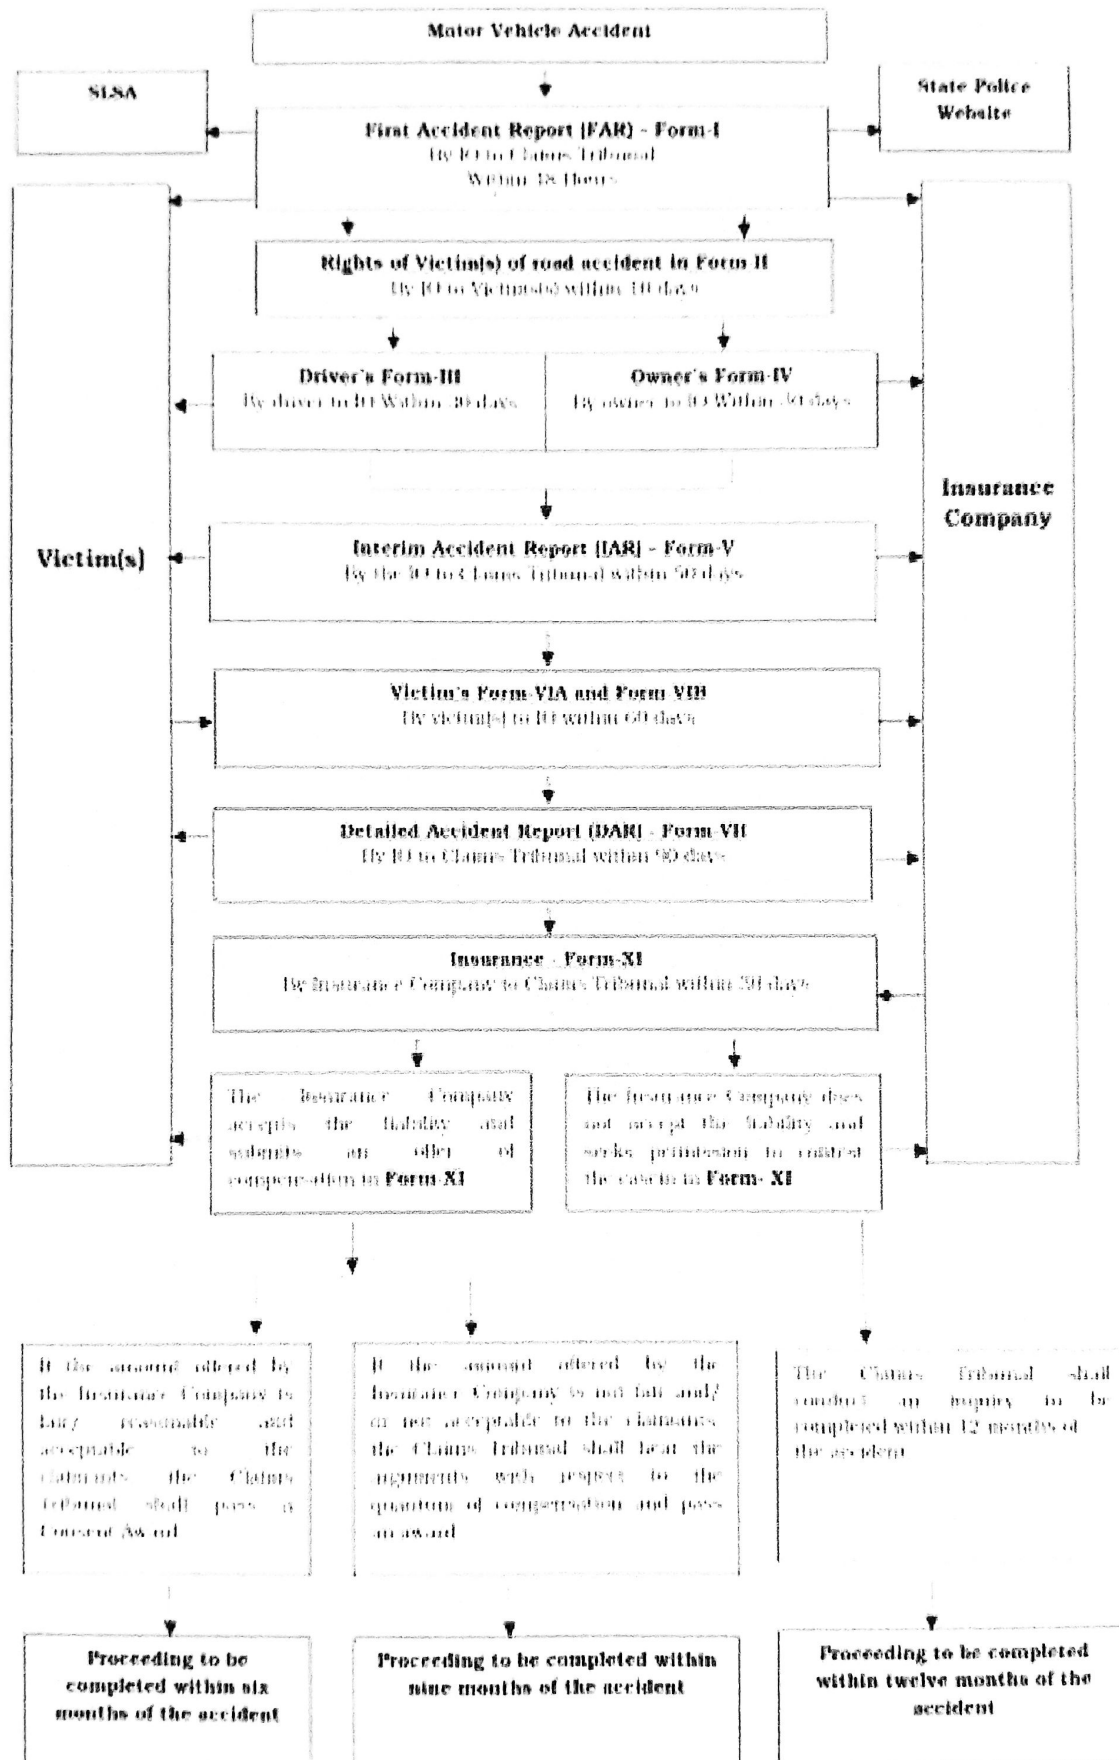 Motor Vehicle Accident
SLSA
State Police
Website
First Accident Report (FAR) - Form-I
By IO to Claims Tribunal
Within 48 Hours
Rights of Victim(s) of road accident in Form-II
By IO to Victims(s) within 10 days
Driver's Form-III
By driver to IO Within 30 days
Owner's Form-IV
By owner to IO Within 30 days
Insurance
Company
Victim(s)
Interim Accident Report (IAR) - Form-V
By the IO to Claims Tribunal within 50 days
Victim's Form-VIA and Form-VIB
By victim(s) to IO within 60 days
Detailed Accident Report (DAR) - Form-VII
By IO to Claims Tribunal within 90 days
Insurance - Form-XI
By Insurance Company to Claims Tribunal within 30 days
The Insurance Company
accepts the liability and
submits an offer of
compensation in Form-XI
The Insurance Company does
not accept the liability and
seeks permission to contest
the case in Form- XI
If the amount offered by
the Insurance Company is
fair/ reasonable and
acceptable to the
claimants, the Claims
Tribunal shall pass a
Consent Award
If the amount offered by the
Insurance Company is not fair and/
or not acceptable to the claimants,
the Claims Tribunal shall hear the
arguments with respect to the
quantum of compensation and pass
an award
The Claims Tribunal shall
conduct an inquiry to be
completed within 12 months of
the accident
Proceeding to be
completed within six
months of the accident
Proceeding to be completed within
nine months of the accident
Proceeding to be completed
within twelve months of the
accident